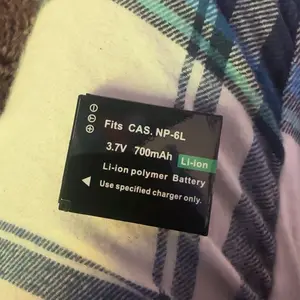 Fits CAS. NP-6L
3.7V 700mAh Li-ion
Li-ion polymer Battery
Use specified charger only.